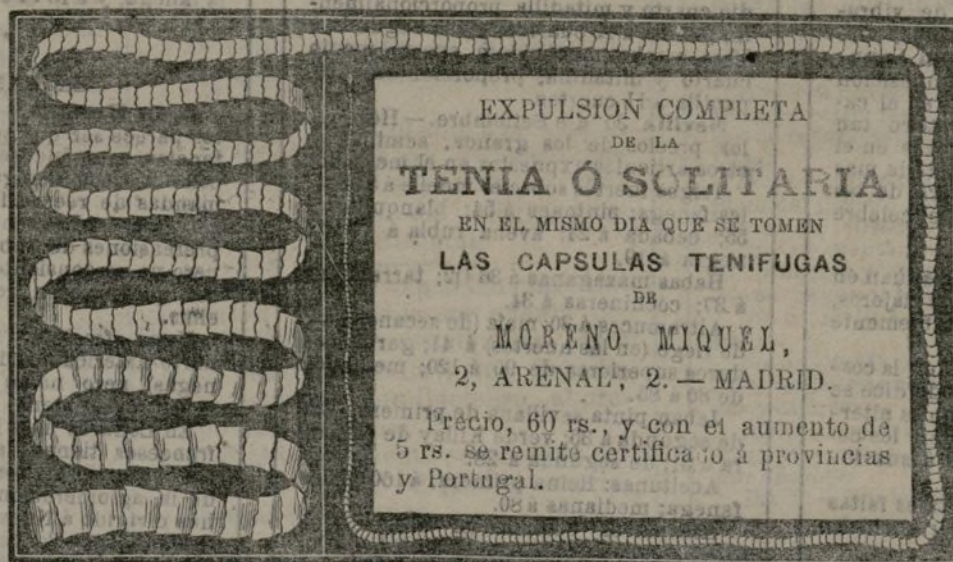 EXPULSION COMPLETA
DE LA
TENIA Ó SOLITARIA
EN EL MISMO DIA QUE SE TOMEN
LAS CAPSULAS TENIFUGAS
DE
MORENO MIQUEL,
2, ARENAL, 2.—MADRID.
Precio, 60 rs., y con el aumento de
5 rs. se remite certifica o á provincias
y Portugal.